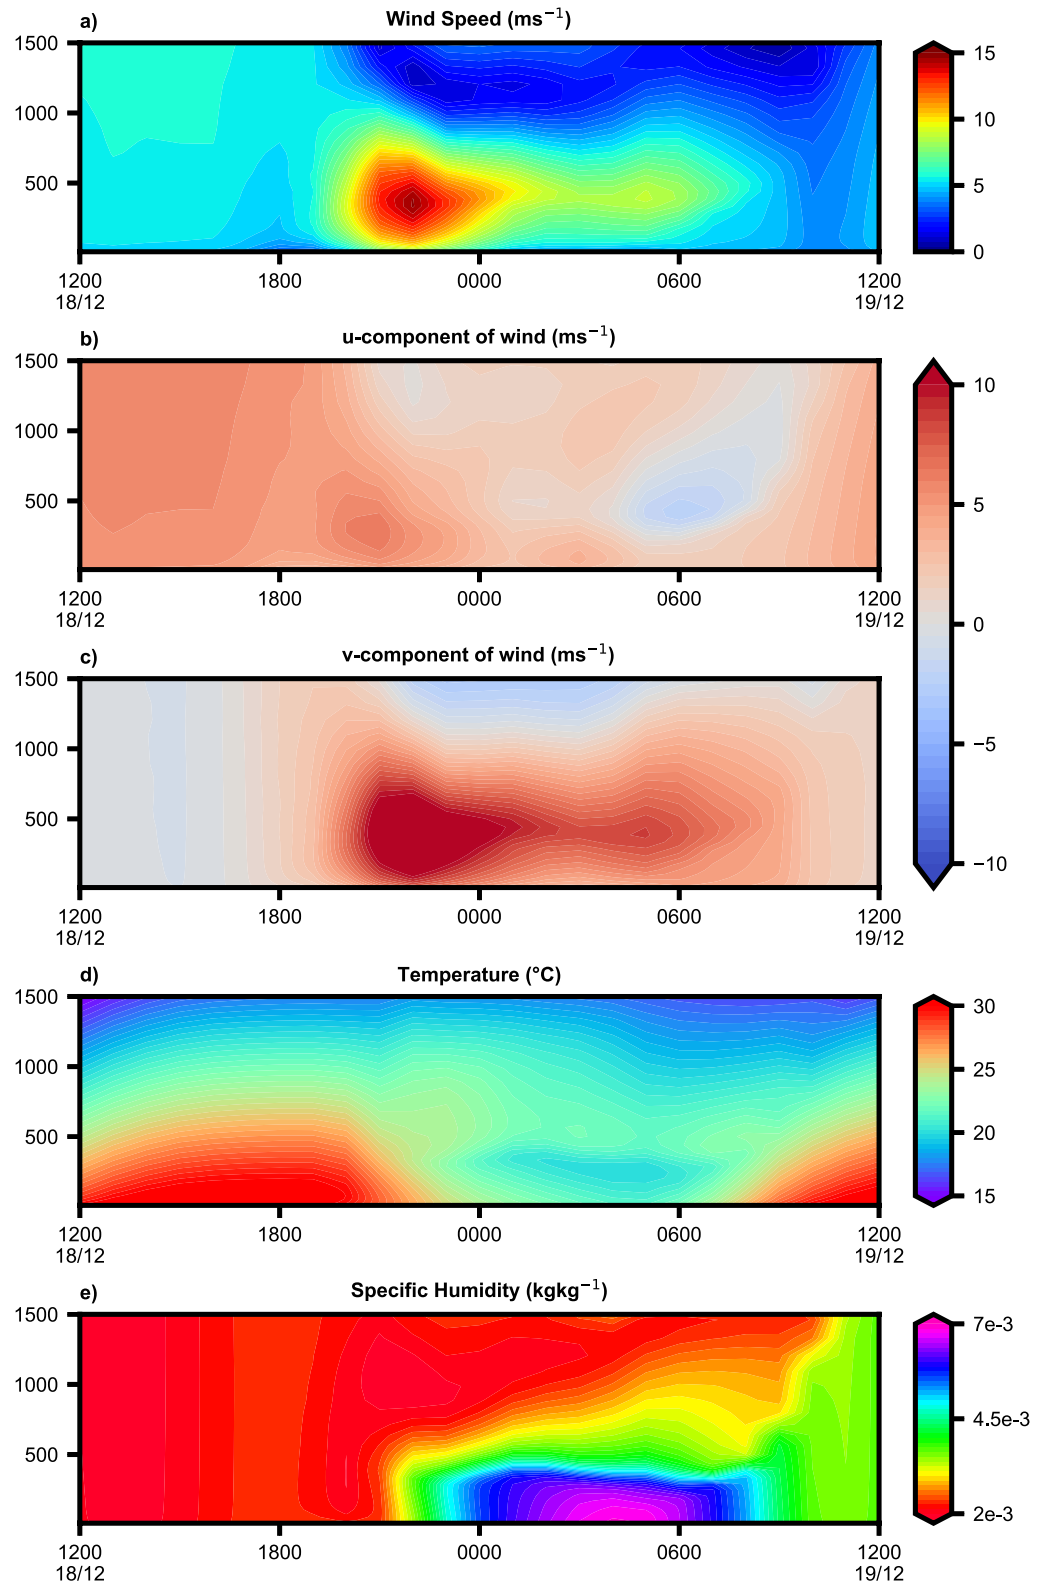 a) Wind Speed (ms⁻¹)
1500
1000
500
1200 1800 0000 0600 1200
18/12 19/12
15
10
5
0
b) u-component of wind (ms⁻¹)
1500
1000
500
1200 1800 0000 0600 1200
18/12 19/12
10
5
0
−5
−10
c) v-component of wind (ms⁻¹)
1500
1000
500
1200 1800 0000 0600 1200
18/12 19/12
d) Temperature (°C)
1500
1000
500
1200 1800 0000 0600 1200
18/12 19/12
30
25
20
15
e) Specific Humidity (kgkg⁻¹)
1500
1000
500
1200 1800 0000 0600 1200
18/12 19/12
7e-3
4.5e-3
2e-3